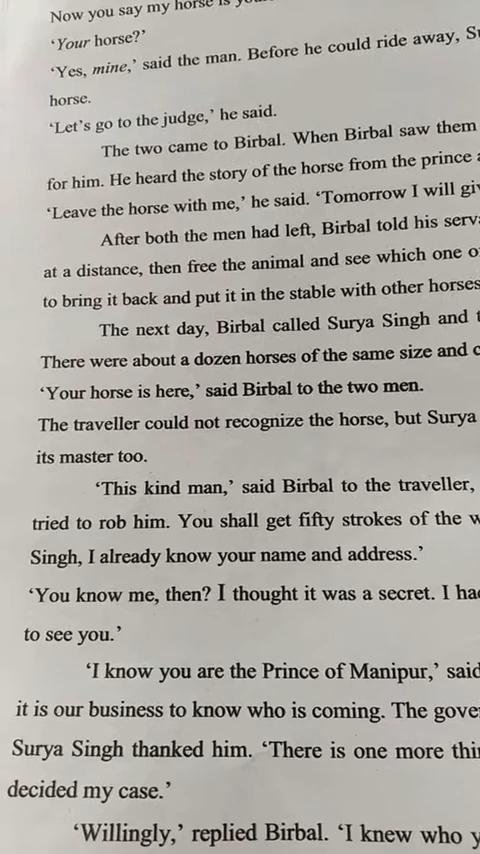 Now you say my horse is
‘Your horse?’
‘Yes, mine,’ said the man. Before he could ride away,
horse.
‘Let’s go to the judge,’ he said.
The two came to Birbal. When Birbal saw them
for him. He heard the story of the horse from the prince
‘Leave the horse with me,’ he said. ‘Tomorrow I will
After both the men had left, Birbal told his
at a distance, then free the animal and see which one
to bring it back and put it in the stable with other horses
The next day, Birbal called Surya Singh and
There were about a dozen horses of the same size and
‘Your horse is here,’ said Birbal to the two men.
The traveller could not recognize the horse, but Surya
its master too.
‘This kind man,’ said Birbal to the traveller,
tried to rob him. You shall get fifty strokes of the
Singh, I already know your name and address.’
‘You know me, then? I thought it was a secret. I
to see you.’
‘I know you are the Prince of Manipur,’ said
it is our business to know who is coming. The
Surya Singh thanked him. ‘There is one more
decided my case.’
‘Willingly,’ replied Birbal. ‘I knew who